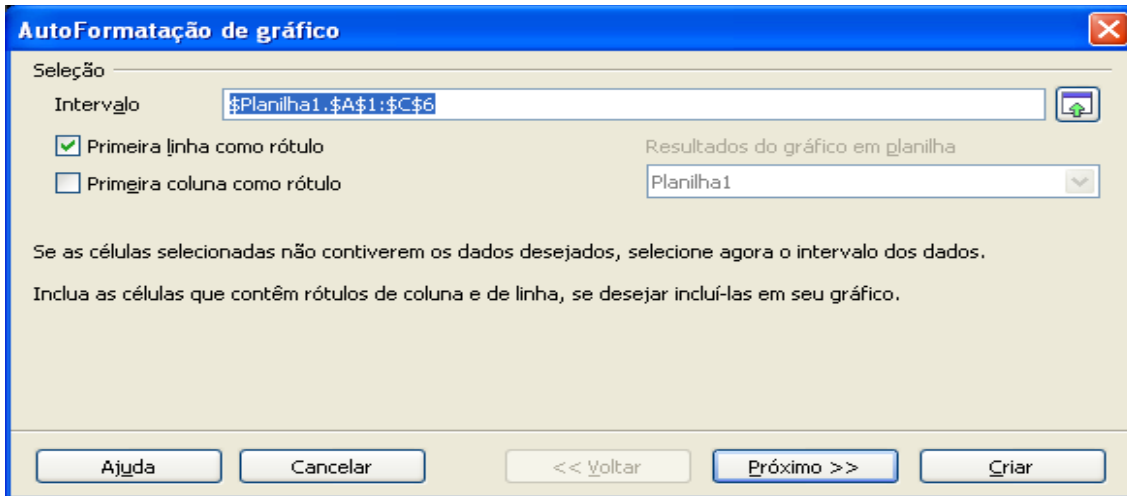 AutoFormatação de gráfico
Seleção
Intervalo $Planilha1.$A$1:$C$6
Primeira linha como rótulo
Resultados do gráfico em planilha
Primeira coluna como rótulo
Planilha1
Se as células selecionadas não contiverem os dados desejados, selecione agora o intervalo dos dados.
Inclua as células que contêm rótulos de coluna e de linha, se desejar incluí-las em seu gráfico.
Ajuda Cancelar << Voltar Próximo >> Criar